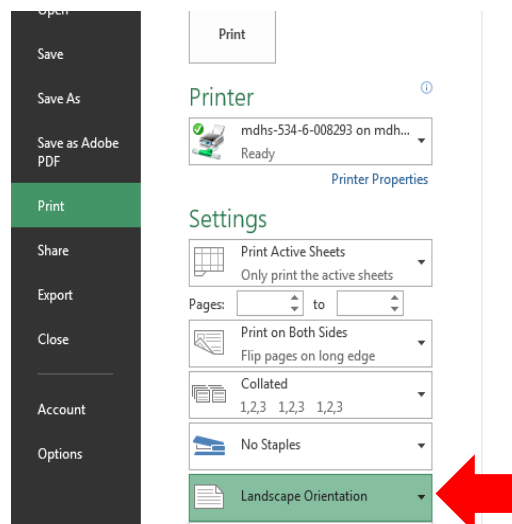 Open
Save
Save As
Save as Adobe
PDF
Print
Share
Export
Close
Account
Options
Print
Printer
mdhs-534-6-008293 on mdh...
Ready
Printer Properties
Settings
Print Active Sheets
Only print the active sheets
Pages: to
Print on Both Sides
Flip pages on long edge
Collated
1,2,3 1,2,3 1,2,3
No Staples
Landscape Orientation